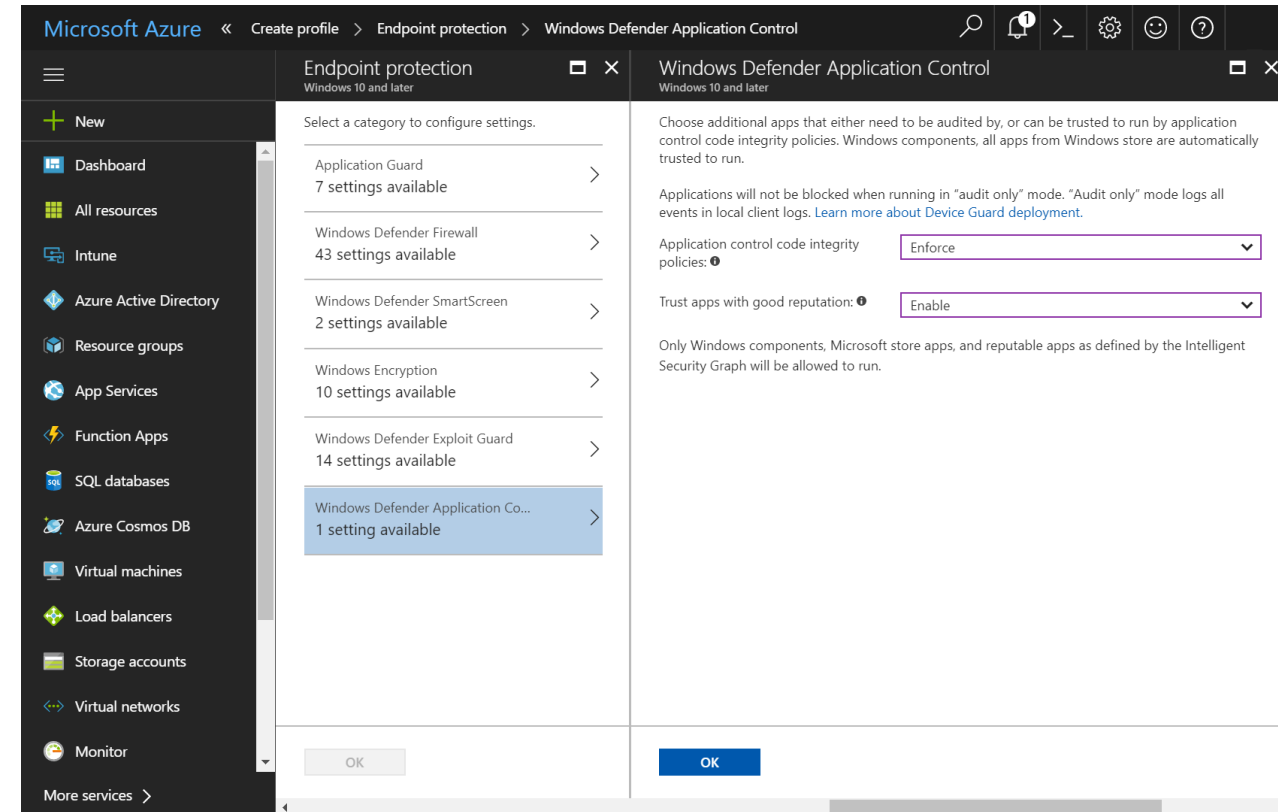 Microsoft Azure « Create profile > Endpoint protection > Windows Defender Application Control
1
New
Dashboard
All resources
Intune
Azure Active Directory
Resource groups
App Services
Function Apps
SQL databases
Azure Cosmos DB
Virtual machines
Load balancers
Storage accounts
Virtual networks
Monitor
More services >
Endpoint protection
Windows 10 and later
Select a category to configure settings.
Application Guard
7 settings available
Windows Defender Firewall
43 settings available
Windows Defender SmartScreen
2 settings available
Windows Encryption
10 settings available
Windows Defender Exploit Guard
14 settings available
Windows Defender Application Co...
1 setting available
OK
Windows Defender Application Control
Windows 10 and later
Choose additional apps that either need to be audited by, or can be trusted to run by application
control code integrity policies. Windows components, all apps from Windows store are automatically
trusted to run.
Applications will not be blocked when running in “audit only” mode. “Audit only” mode logs all
events in local client logs. Learn more about Device Guard deployment.
Application control code integrity
policies:
Enforce
Trust apps with good reputation:
Enable
Only Windows components, Microsoft store apps, and reputable apps as defined by the Intelligent
Security Graph will be allowed to run.
OK